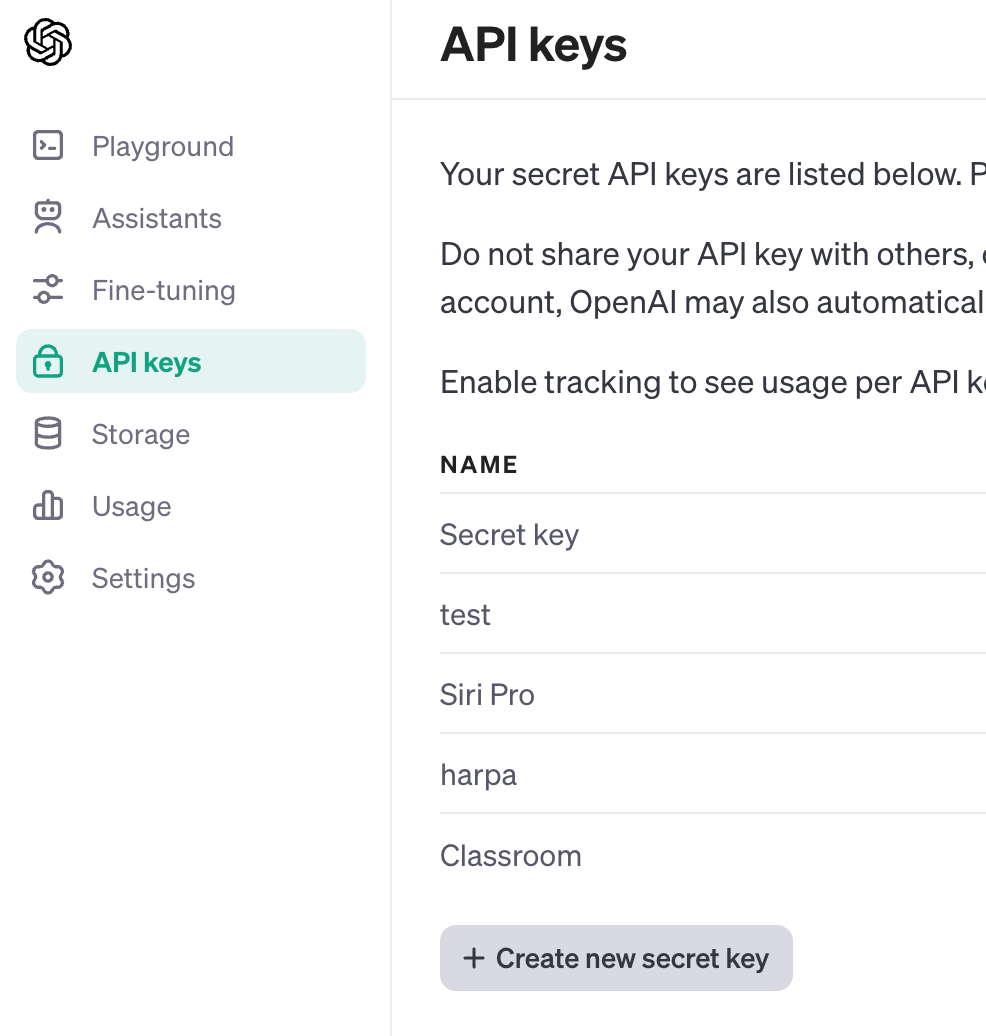 Playground
Assistants
Fine-tuning
API keys
Storage
Usage
Settings
API keys
Your secret API keys are listed below. P
Do not share your API key with others,
account, OpenAI may also automatical
Enable tracking to see usage per API k
NAME
Secret key
test
Siri Pro
harpa
Classroom
+ Create new secret key